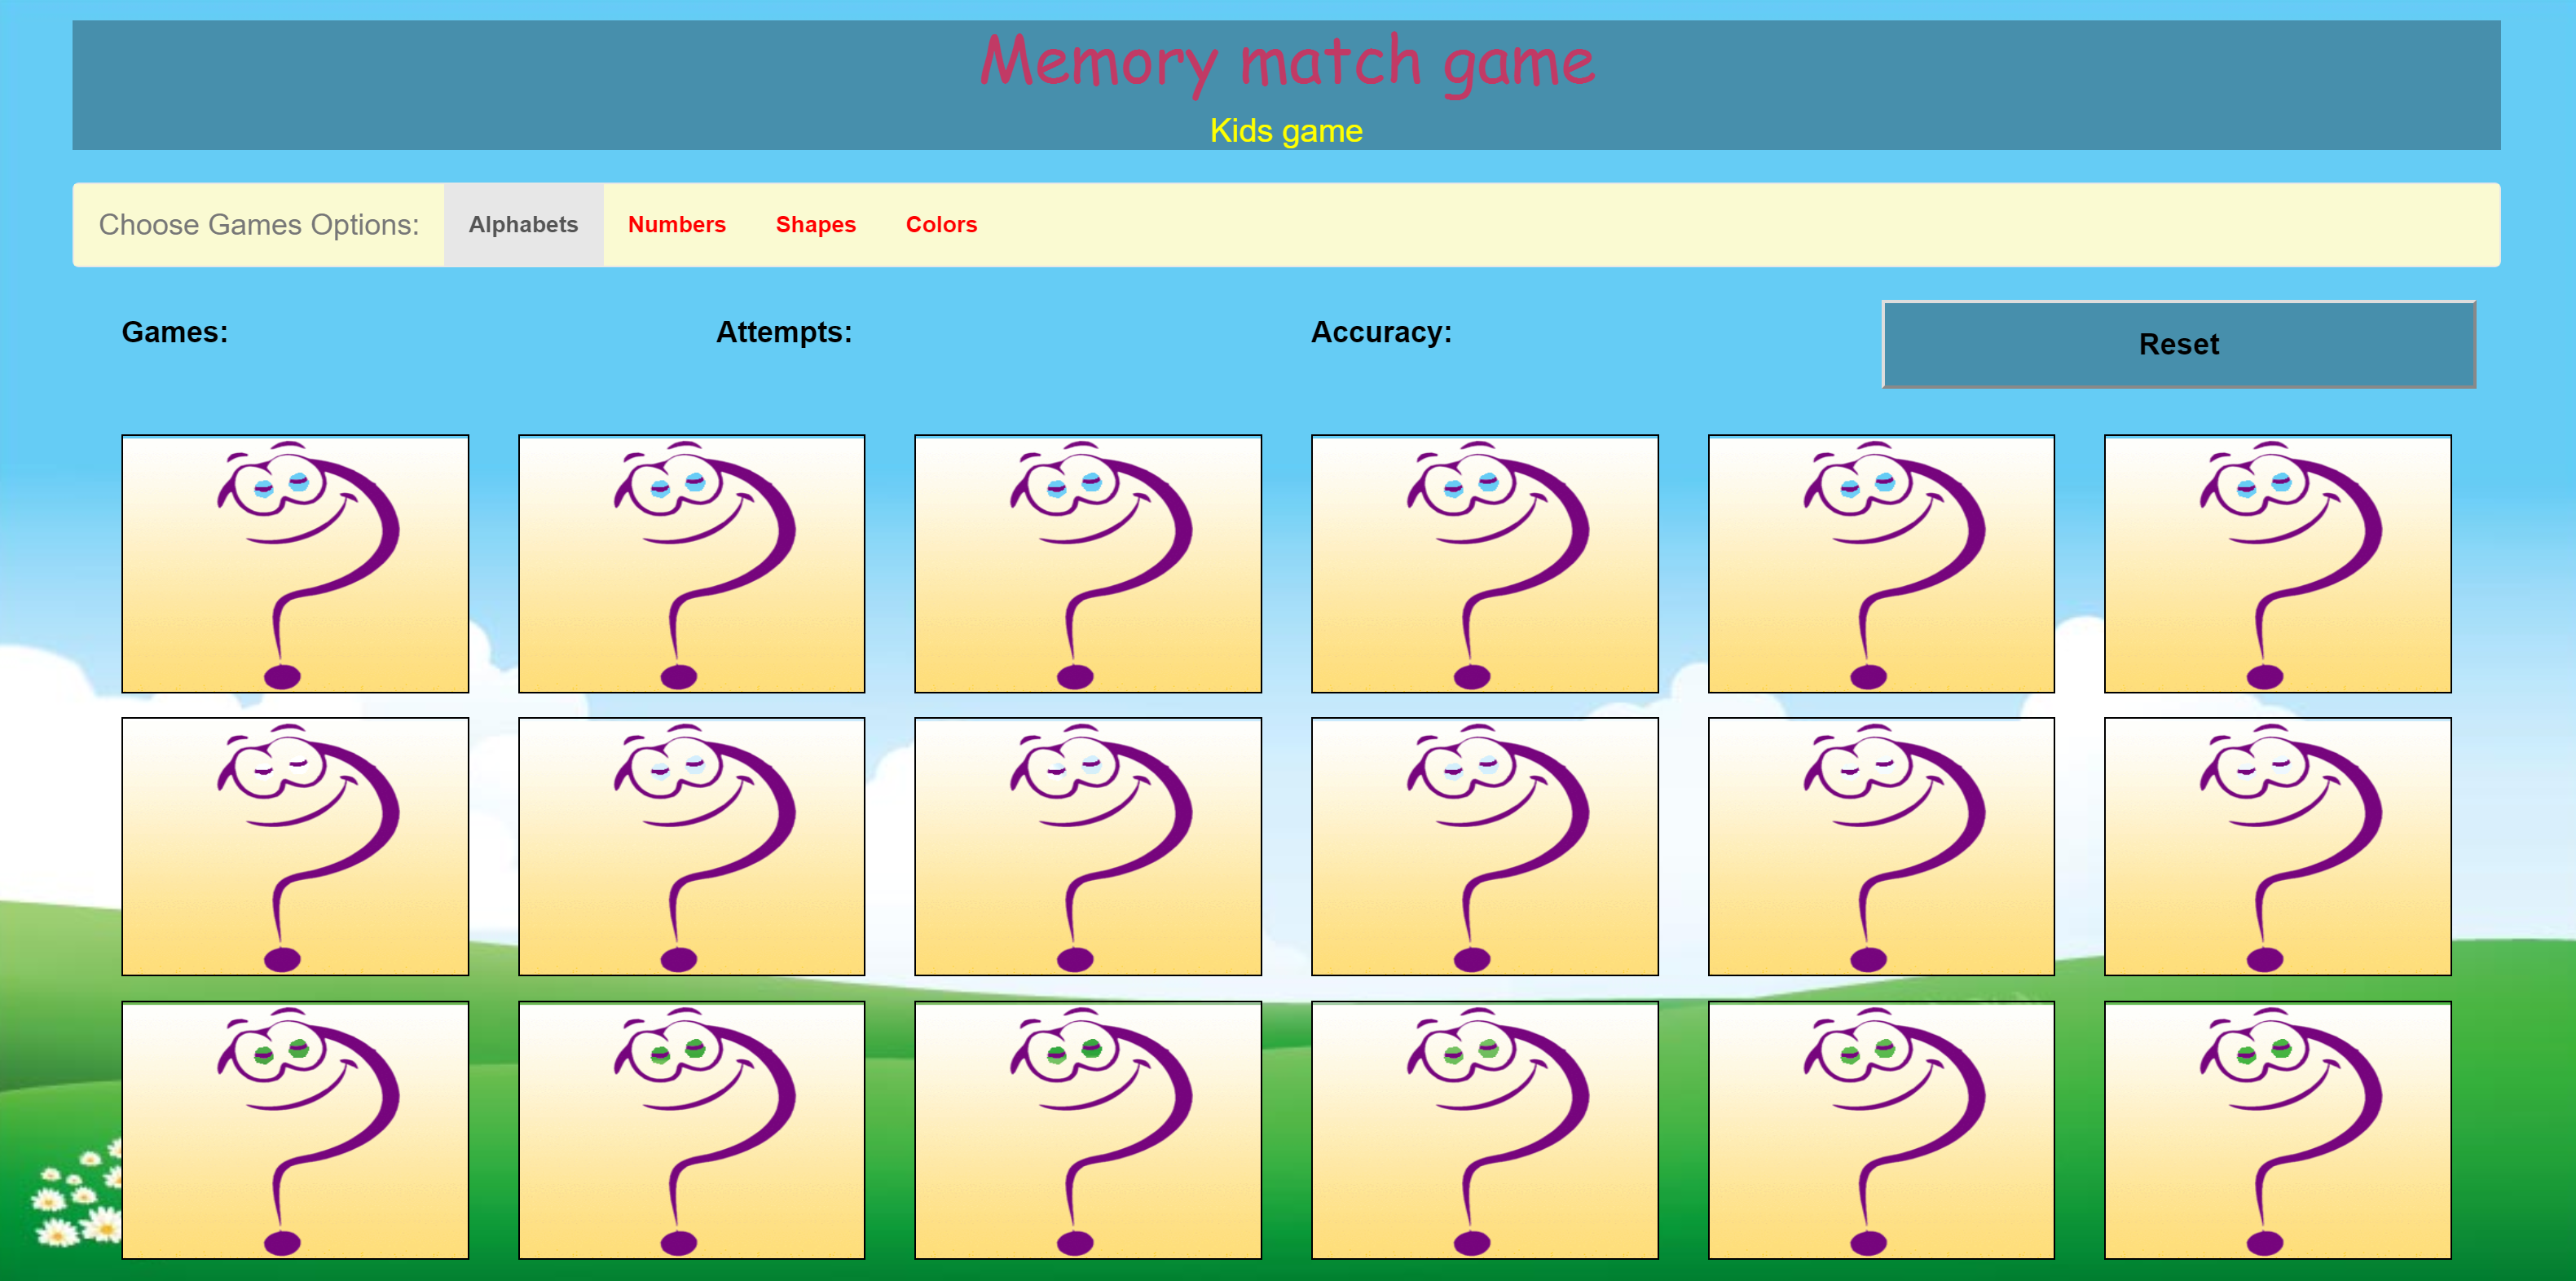 Memory match game
Kids game
Choose Games Options: Alphabets Numbers Shapes Colors
Games: Attempts: Accuracy: Reset